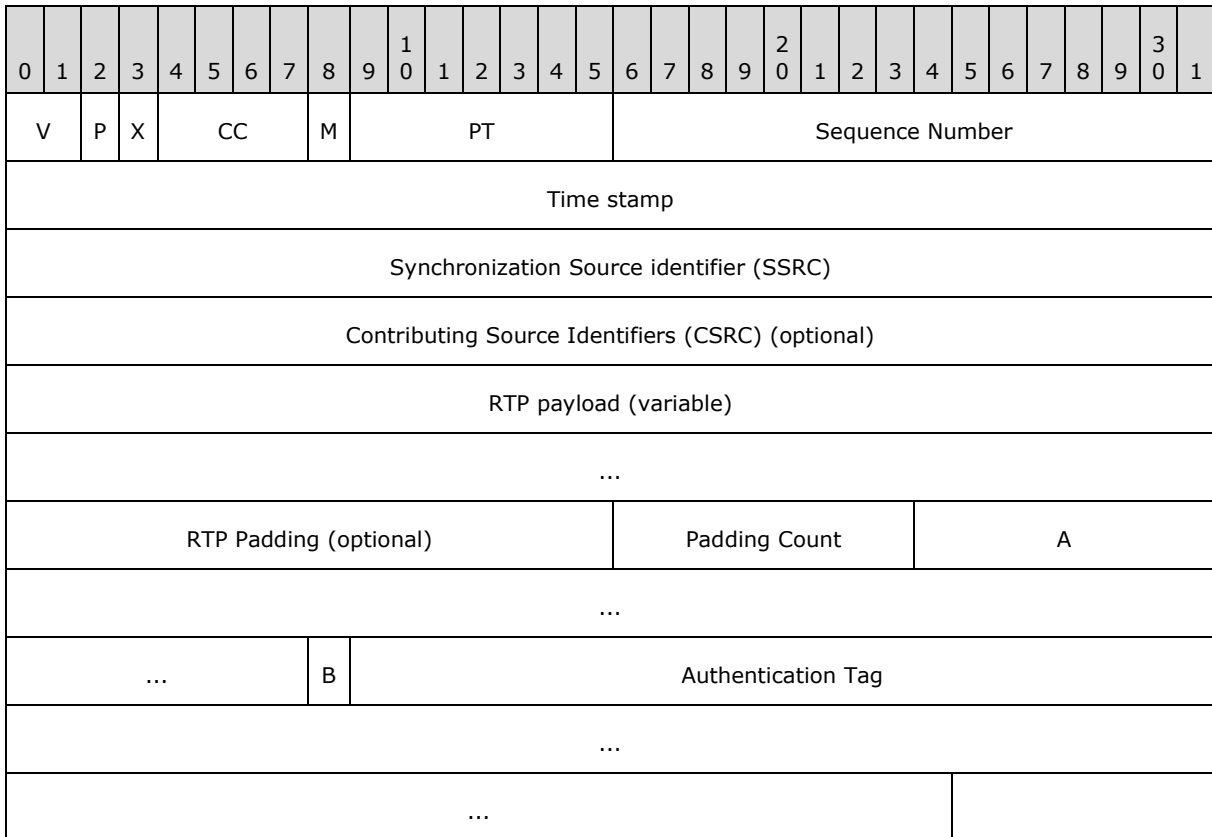 1 2 3
0 1 2 3 4 5 6 7 8 9 0 1 2 3 4 5 6 7 8 9 0 1 2 3 4 5 6 7 8 9 0 1
V P X CC M PT Sequence Number
Time stamp
Synchronization Source identifier (SSRC)
Contributing Source Identifiers (CSRC) (optional)
RTP payload (variable)
...
RTP Padding (optional) Padding Count A
...
... B Authentication Tag
...
...